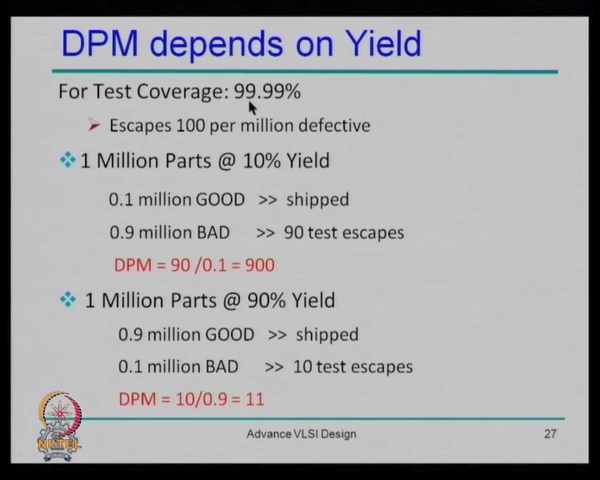 DPM depends on Yield
For Test Coverage: 99.99%
Escapes 100 per million defective
1 Million Parts @ 10% Yield
0.1 million GOOD >> shipped
0.9 million BAD >> 90 test escapes
DPM = 90 /0.1 = 900
1 Million Parts @ 90% Yield
0.9 million GOOD >> shipped
0.1 million BAD >> 10 test escapes
DPM = 10/0.9 = 11
NPTEL
Advance VLSI Design 27